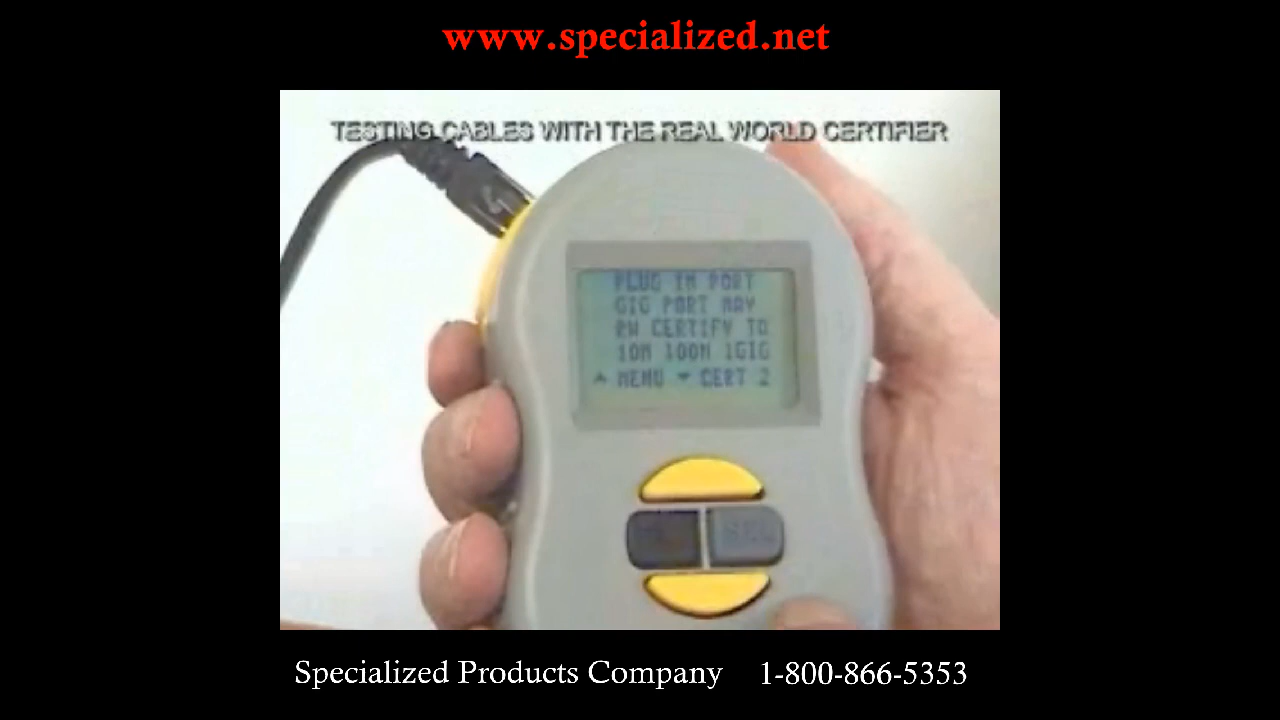 www.specialized.net
TESTING CABLES WITH THE REAL WORLD CERTIFIER
PLUG IN PORT
GIG PORT MAY
RW CERTIFY TO
10M 100M 1GIG
MENU CERT 2
SEL
Specialized Products Company 1-800-866-5353